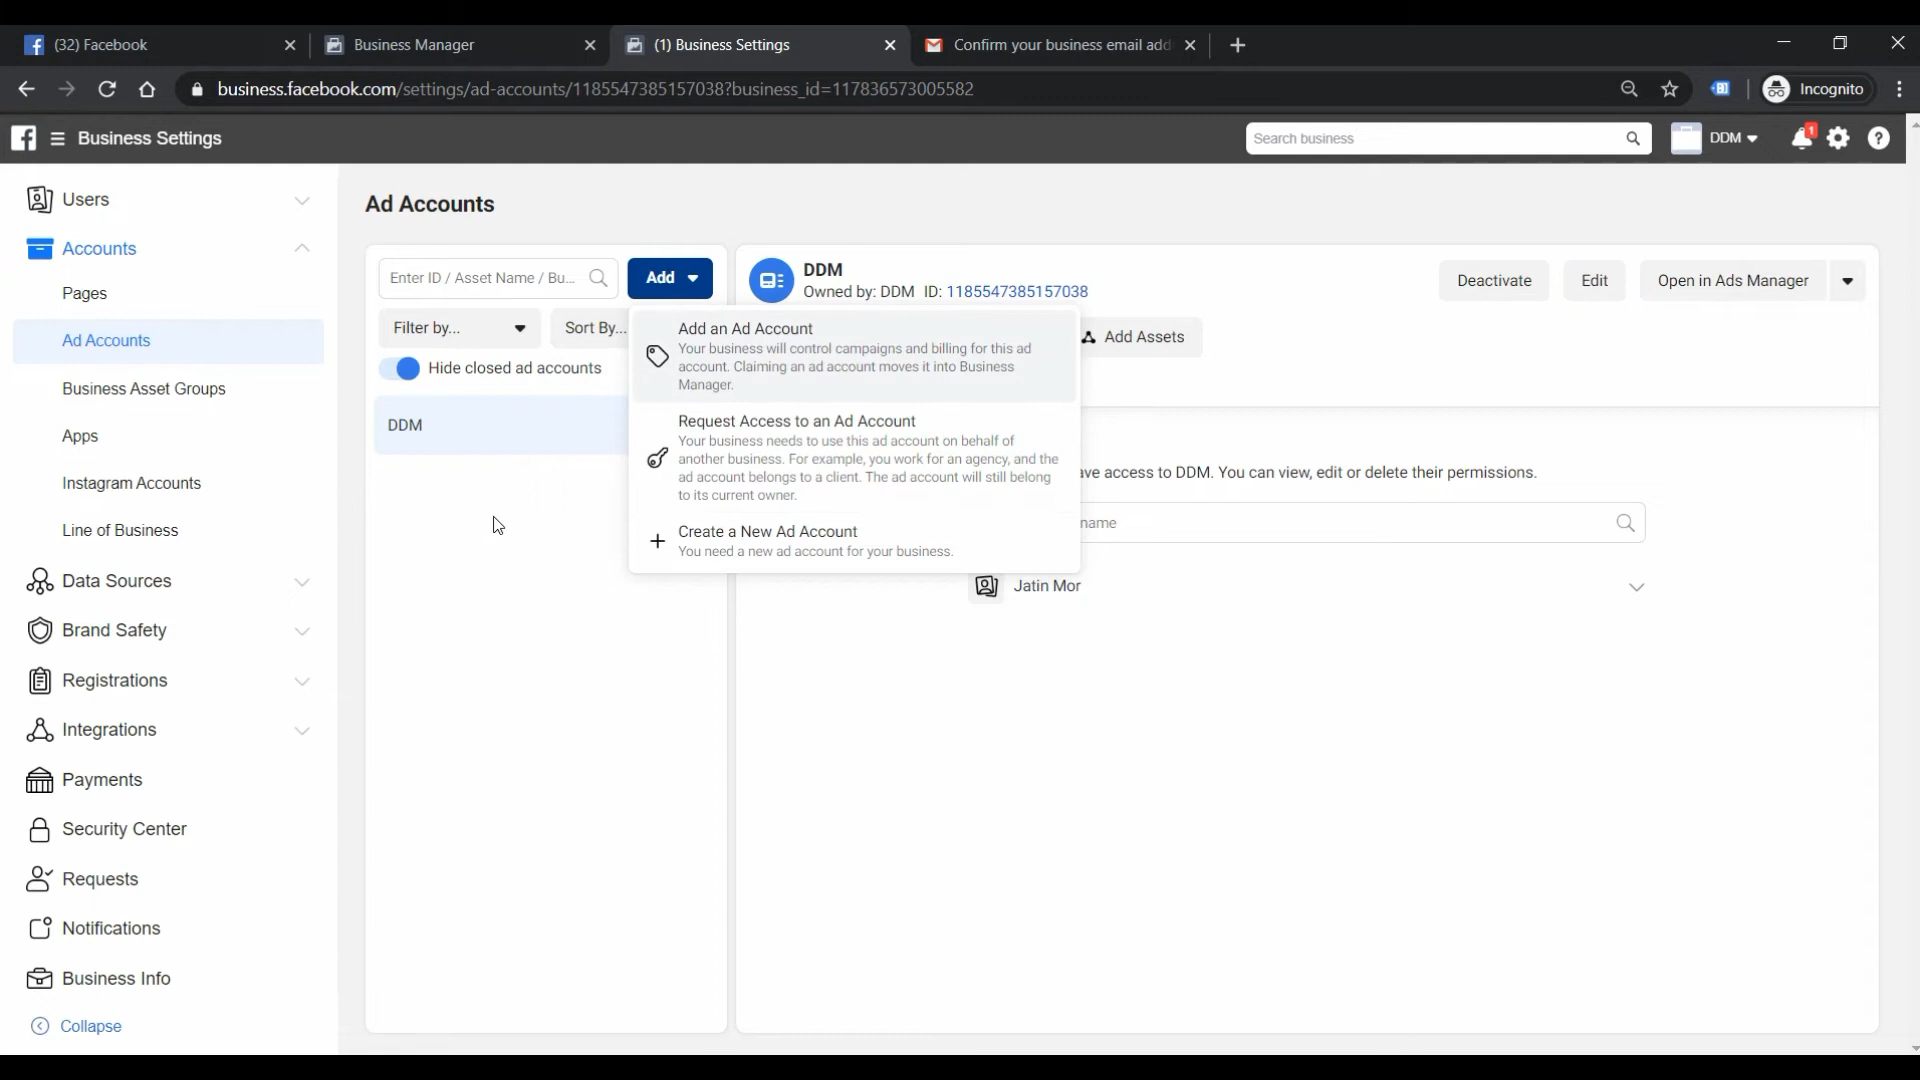 (32) Facebook
Business Manager
(1) Business Settings
Confirm your business email add
business.facebook.com/settings/ad-accounts/1185547385157038?business_id=117836573005582
Incognito
Business Settings
Search business
DDM
1
Users
Accounts
Pages
Ad Accounts
Business Asset Groups
Apps
Instagram Accounts
Line of Business
Data Sources
Brand Safety
Registrations
Integrations
Payments
Security Center
Requests
Notifications
Business Info
Collapse
Ad Accounts
Enter ID / Asset Name / Bu...
Add
Filter by...
Sort By...
Hide closed ad accounts
DDM
Add an Ad Account
Your business will control campaigns and billing for this ad
account. Claiming an ad account moves it into Business
Manager.
Request Access to an Ad Account
Your business needs to use this ad account on behalf of
another business. For example, you work for an agency, and the
ad account belongs to a client. The ad account will still belong
to its current owner.
Create a New Ad Account
You need a new ad account for your business.
DDM
Owned by: DDM ID: 1185547385157038
Deactivate
Edit
Open in Ads Manager
Add Assets
ve access to DDM. You can view, edit or delete their permissions.
name
Jatin Mor